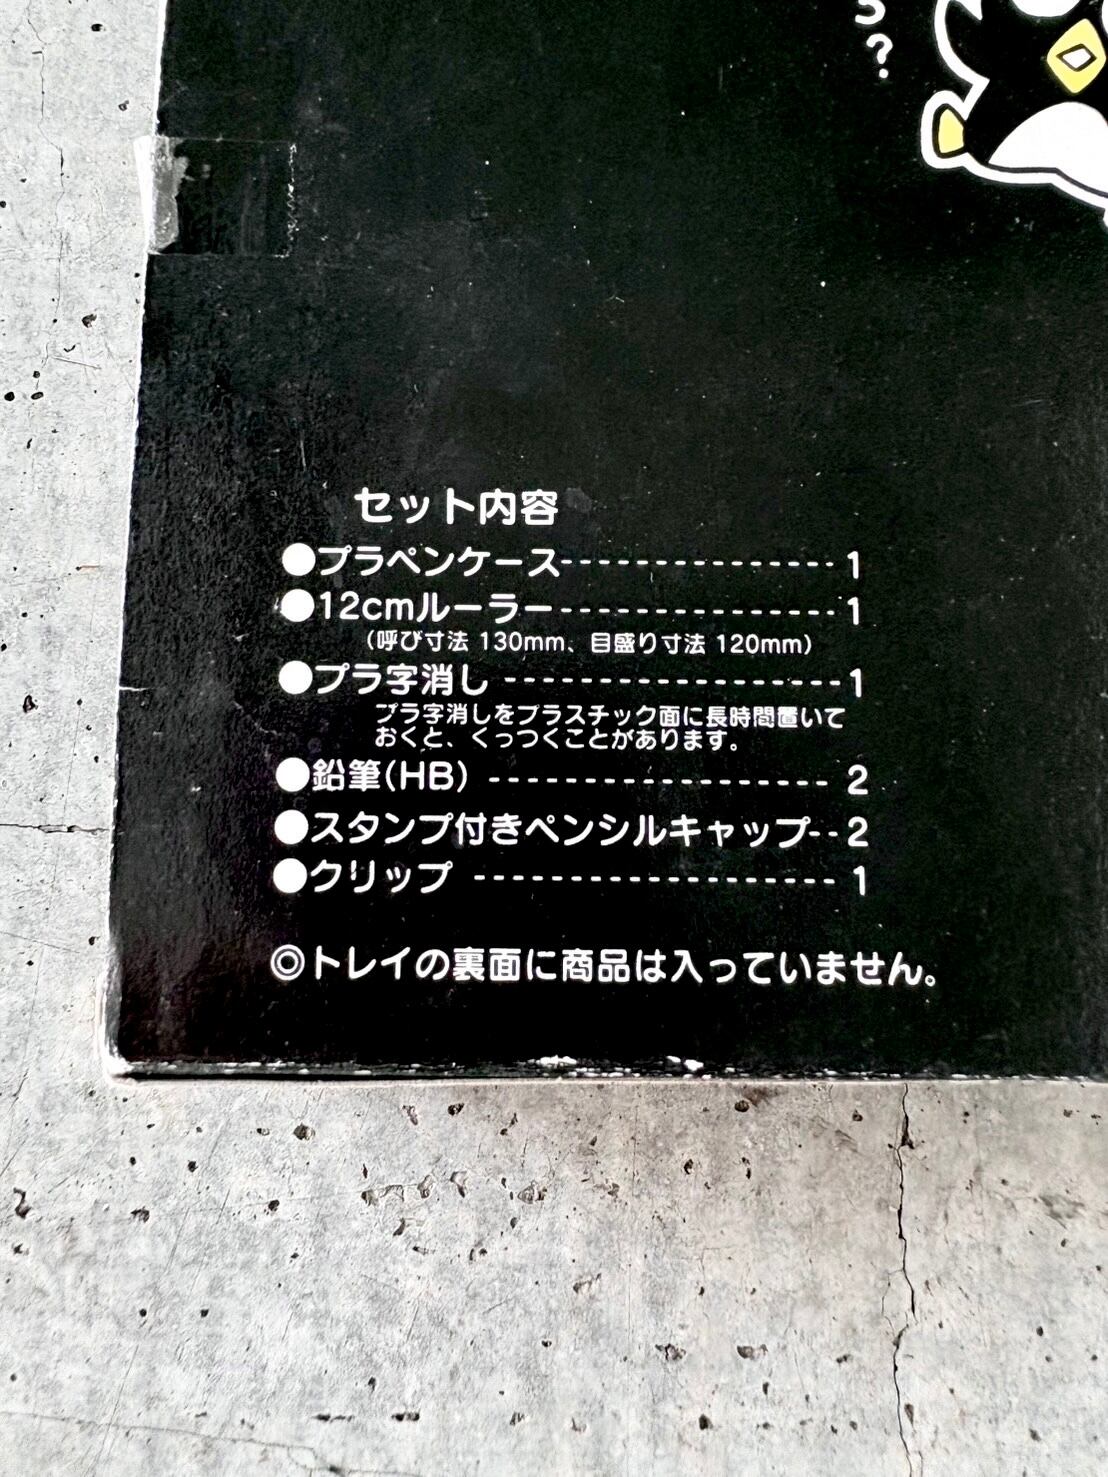 ？
セット内容
●プラペンケース--------------- 1
●12cmルーラー---------------1
（呼び寸法 130mm、目盛り寸法 120mm）
●プラ字消し ------------------1
プラ字消しをプラスチック面に長時間置いて
おくと、くっつくことがあります。
●鉛筆(HB) ------------------- 2
●スタンプ付きペンシルキャップ--2
●クリップ -------------------- 1
◎トレイの裏面に商品は入っていません。